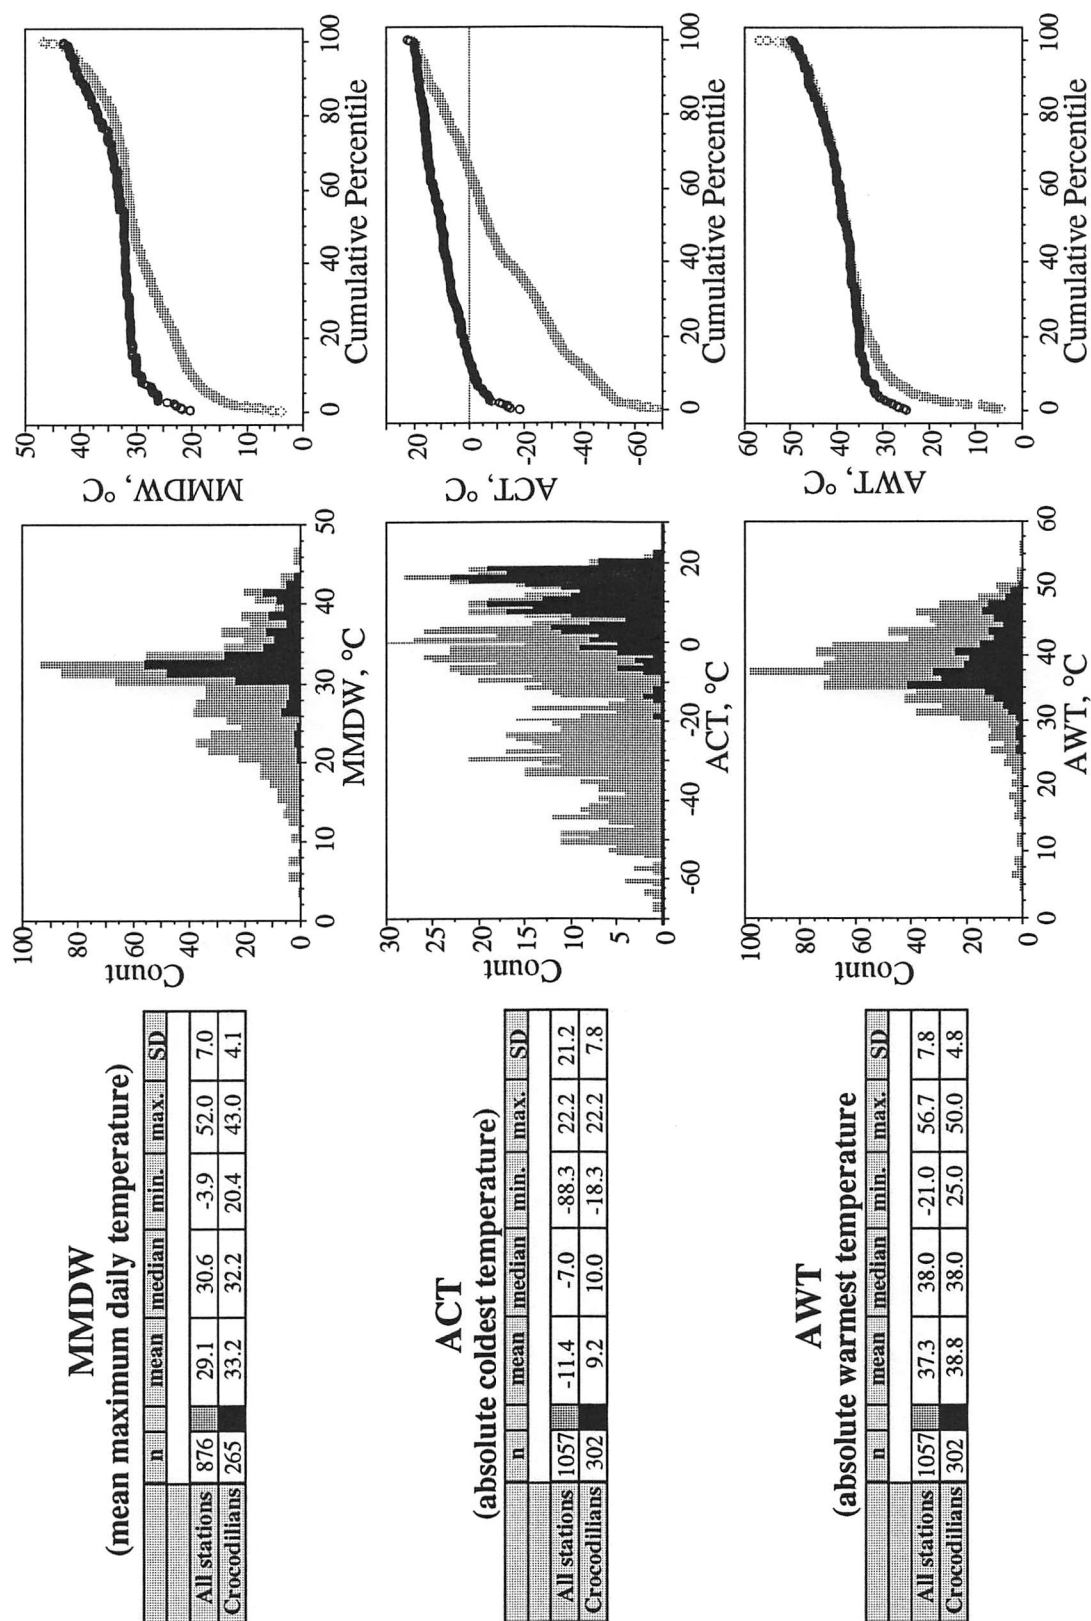 MMDW
(mean maximum daily temperature)
n mean median min. max. SD
All stations 876 29.1 30.6 -3.9 52.0 7.0
Crocodilians 265 33.2 32.2 20.4 43.0 4.1
100
80
60
40
20
0
Count
0 10 20 30 40 50
MMDW, °C
50
40
30
20
10
0
MMDW, °C
0 20 40 60 80 100
Cumulative Percentile
ACT
(absolute coldest temperature)
n mean median min. max. SD
All stations 1057 -11.4 -7.0 -88.3 22.2 21.2
Crocodilians 302 9.2 10.0 -18.3 22.2 7.8
30
25
20
15
10
5
0
Count
-60 -40 -20 0 20
ACT, °C
20
0
-20
-40
-60
ACT, °C
0 20 40 60 80 100
Cumulative Percentile
AWT
(absolute warmest temperature
n mean median min. max. SD
All stations 1057 37.3 38.0 -21.0 56.7 7.8
Crocodilians 302 38.8 38.0 25.0 50.0 4.8
100
80
60
40
20
0
Count
0 10 20 30 40 50 60
AWT, °C
60
50
40
30
20
10
0
AWT, °C
0 20 40 60 80 100
Cumulative Percentile